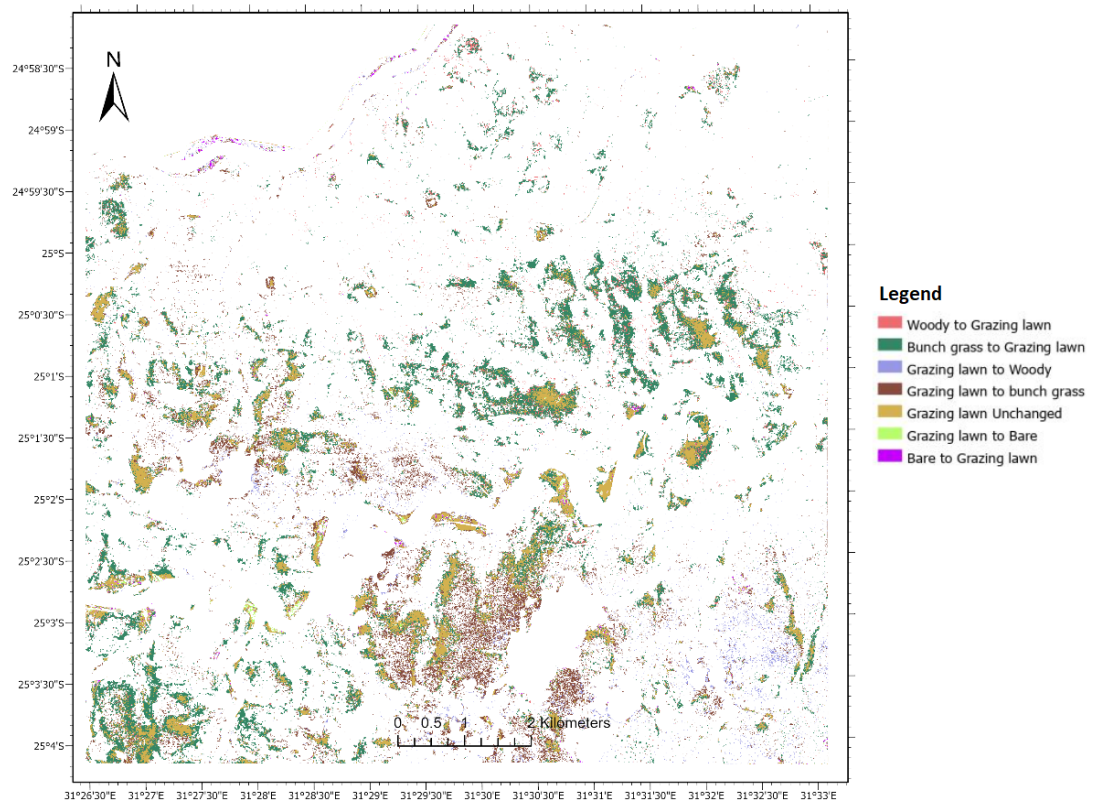 N
24°58'30"S
24°59'S
24°59'30"S
25°S
25°0'30"S
25°1'S
25°1'30"S
25°2'S
25°2'30"S
25°3'S
25°3'30"S
25°4'S
Legend
Woody to Grazing lawn
Bunch grass to Grazing lawn
Grazing lawn to Woody
Grazing lawn to bunch grass
Grazing lawn Unchanged
Grazing lawn to Bare
Bare to Grazing lawn
0 0.5 1 2 Kilometers
31°26'30"E 31°27'E 31°27'30"E 31°28'E 31°28'30"E 31°29'E 31°29'30"E 31°30'E 31°30'30"E 31°31'E 31°31'30"E 31°32'E 31°32'30"E 31°33'E